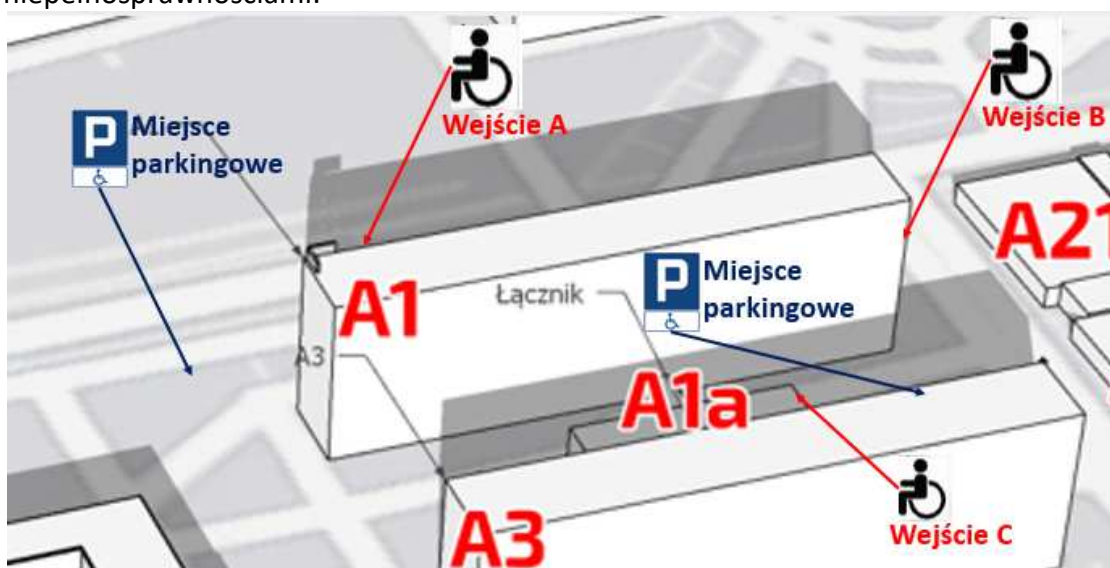 niepełnosprawnościami.
Wejście A
Wejście B
P Miejsce
parkingowe
A21
A1
P Miejsce
parkingowe
Łącznik
A3
A1a
A3
Wejście C